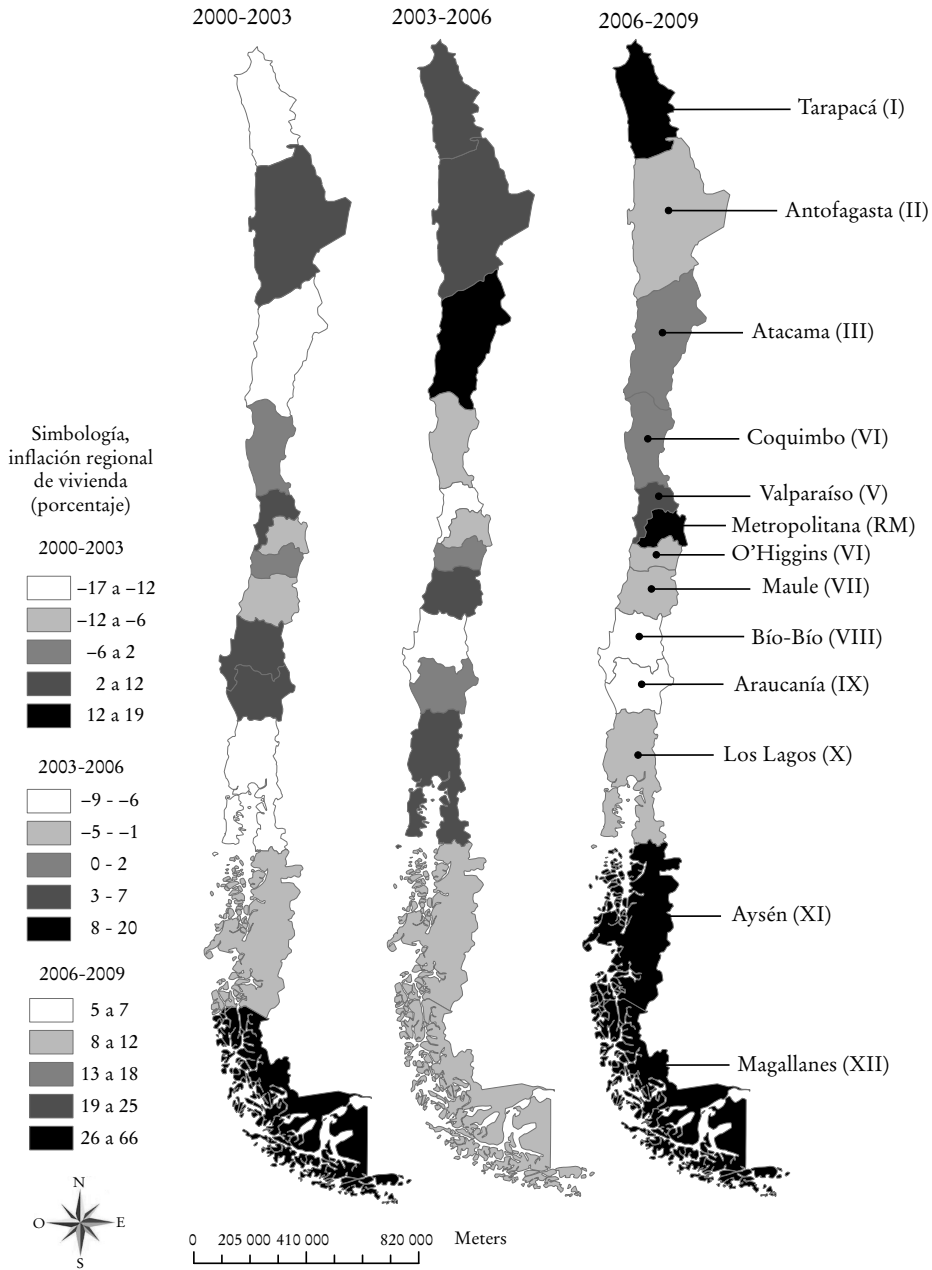 2000-2003
2003-2006
2006-2009
Tarapacá (I)
Antofagasta (II)
Atacama (III)
Coquimbo (VI)
Valparaíso (V)
Metropolitana (RM)
O’Higgins (VI)
Maule (VII)
Bío-Bío (VIII)
Araucanía (IX)
Los Lagos (X)
Aysén (XI)
Magallanes (XII)
Simbología,
inflación regional
de vivienda
(porcentaje)
2000-2003
–17 a –12
–12 a –6
–6 a 2
2 a 12
12 a 19
2003-2006
–9 - –6
–5 - –1
0 - 2
3 - 7
8 - 20
2006-2009
5 a 7
8 a 12
13 a 18
19 a 25
26 a 66
N
O
E
S
0 205 000 410 000 820 000 Meters